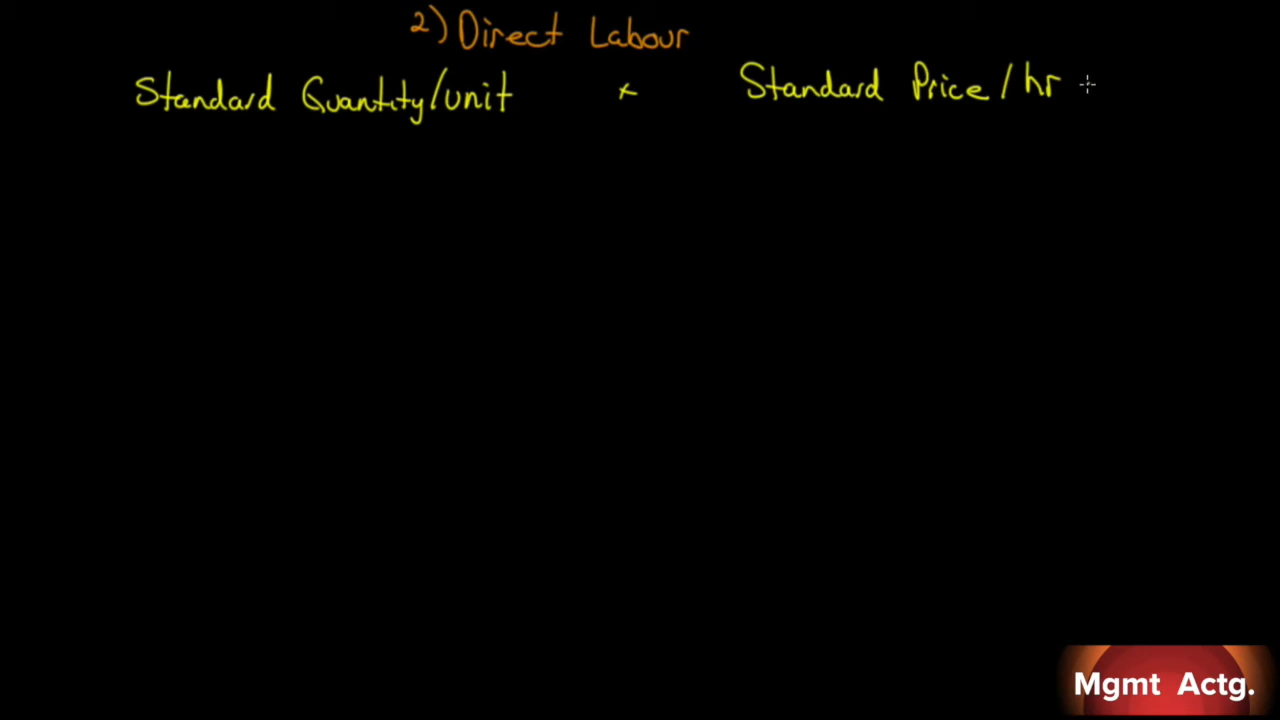 2) Direct Labour
Standard Quantity/unit × Standard Price/hr
Mgmt Actg.